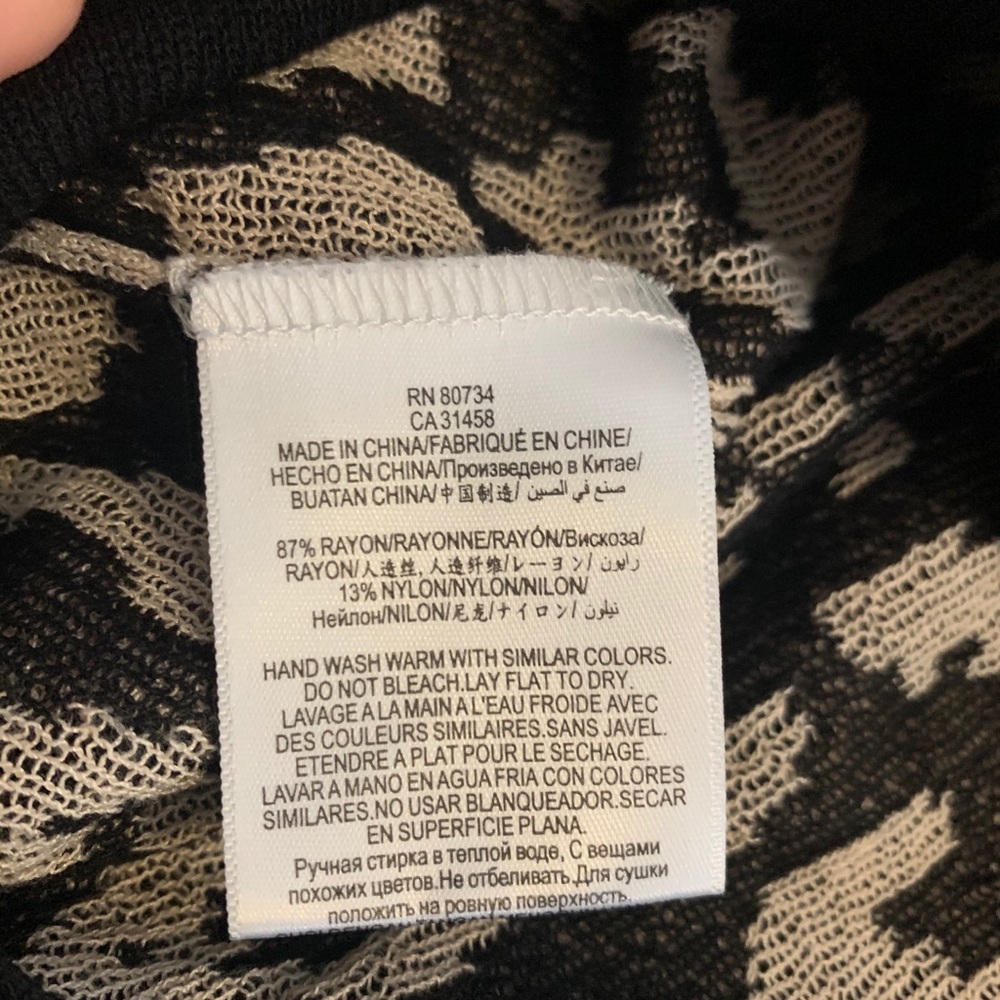 RN 80734
CA 31458
MADE IN CHINA/FABRIQUÉ EN CHINE/
HECHO EN CHINA/Произведено в Китае/
BUATAN CHINA/中国制造/ صنع في الصين
87% RAYON/RAYONNE/RAYÓN/Вискоза/
RAYON/人造丝, 人造纤维/レーヨン/ رايون/
13% NYLON/NYLON/NILON/
Нейлон/NILON/尼龙/ナイロン/ نيلون
HAND WASH WARM WITH SIMILAR COLORS.
DO NOT BLEACH.LAY FLAT TO DRY.
LAVAGE A LA MAIN A L'EAU FROIDE AVEC
DES COULEURS SIMILAIRES.SANS JAVEL.
ETENDRE A PLAT POUR LE SECHAGE.
LAVAR A MANO EN AGUA FRIA CON COLORES
SIMILARES.NO USAR BLANQUEADOR.SECAR
EN SUPERFICIE PLANA.
Ручная стирка в теплой воде, С вещами
похожих цветов.Не отбеливать.Для сушки
положить на ровную поверхность.